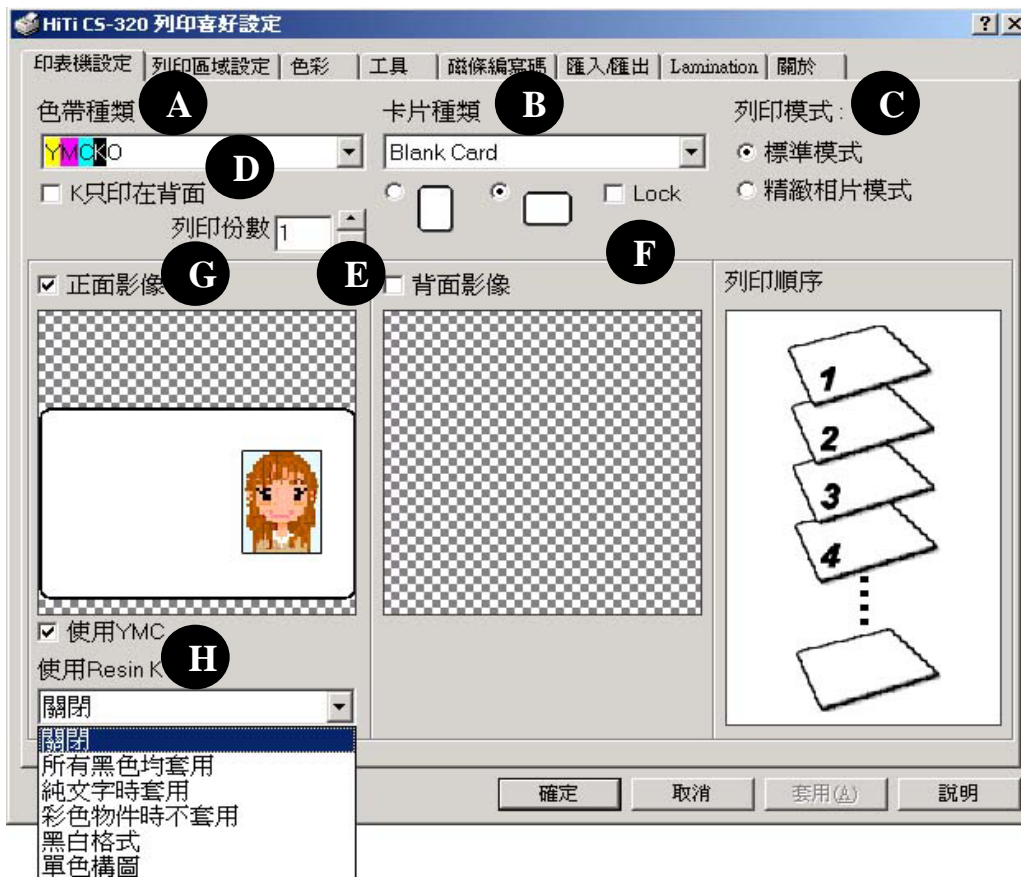 HiTi CS-320 列印喜好設定
印表機設定 列印區域設定 色彩 工具 磁條編寫碼 匯入/匯出 Lamination 關於
色帶種類 A 卡片種類 B 列印模式: C
YMCKO Blank Card 標準模式
D
K只印在背面 Lock 精緻相片模式
列印份數 1
F
正面影像 G E 背面影像 列印順序
1
2
3
4
使用YMC
使用Resin K H
關閉
關閉
所有黑色均套用
純文字時套用
彩色物件時不套用
黑白格式
單色構圖
確定 取消 套用(A) 說明